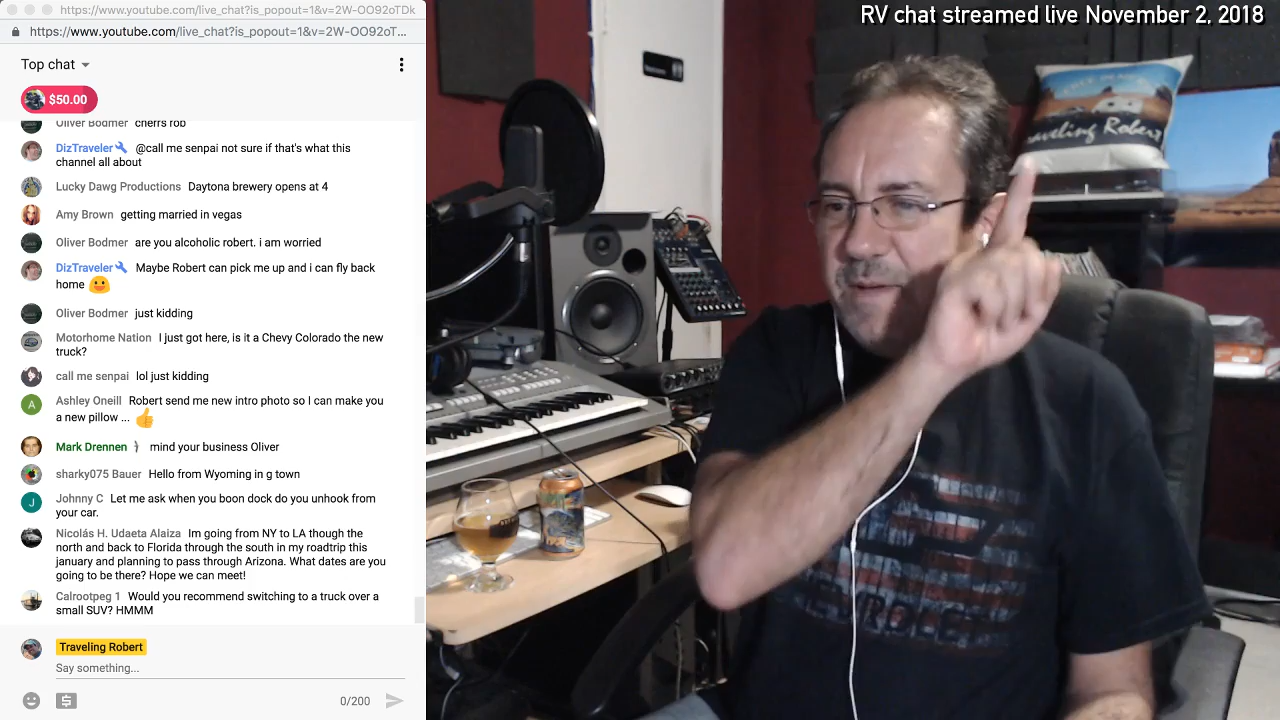 https://www.youtube.com/live_chat?is_popout=1&v=2W-OO92oTDk
RV chat streamed live November 2, 2018
https://www.youtube.com/live_chat?is_popout=1&v=2W-OO92oT...
Top chat
$50.00
Oliver Bodmer cherrs rob
DizTraveler @call me senpai not sure if that's what this
channel all about
Lucky Dawg Productions Daytona brewery opens at 4
Amy Brown getting married in vegas
Oliver Bodmer are you alcoholic robert. i am worried
DizTraveler Maybe Robert can pick me up and i can fly back
home
Oliver Bodmer just kidding
Motorhome Nation I just got here, is it a Chevy Colorado the new
truck?
call me senpai lol just kidding
A Ashley Oneill Robert send me new intro photo so I can make you
a new pillow ...
Mark Drennen mind your business Oliver
sharky075 Bauer Hello from Wyoming in g town
J Johnny C Let me ask when you boon dock do you unhook from
your car.
Nicolás H. Udaeta Alaiza Im going from NY to LA though the
north and back to Florida through the south in my roadtrip this
january and planning to pass through Arizona. What dates are you
going to be there? Hope we can meet!
Calrootpeg 1 Would you recommend switching to a truck over a
small SUV? HMMM
Traveling Robert
Say something...
0/200
Traveling Robert